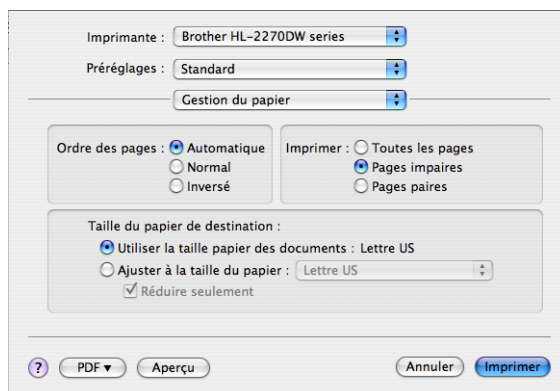 Imprimante : Brother HL-2270DW series
Préréglages : Standard
Gestion du papier
Ordre des pages : Automatique
Normal
Inversé
Imprimer : Toutes les pages
Pages impaires
Pages paires
Taille du papier de destination :
Utiliser la taille papier des documents : Lettre US
Ajuster à la taille du papier : Lettre US
Réduire seulement
? PDF ▼ Aperçu Annuler Imprimer